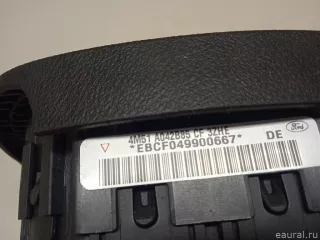 4M51 A042B85 CF 3ZHE
Ford
*EBCF049900667*
DE
eaural.ru